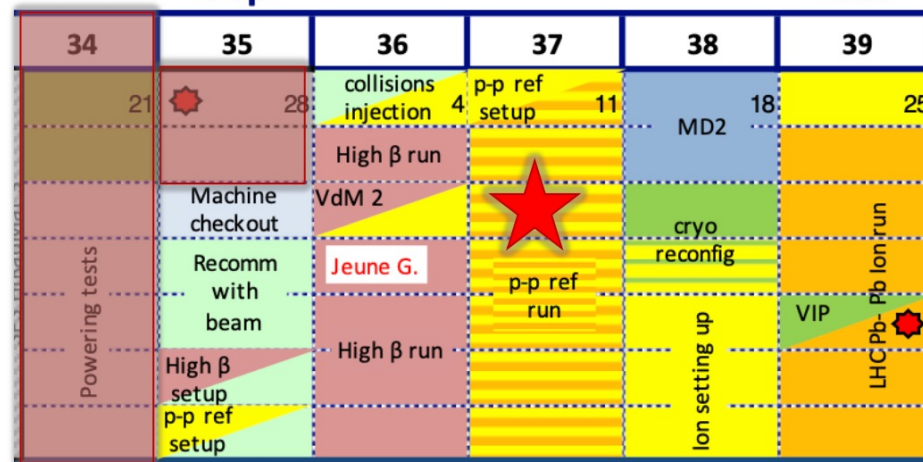 34 35 36 37 38 39
21 28 4 11 18 25
Powering tests
Machine
checkout
Recomm
with
beam
High β
setup
p-p ref
setup
collisions
injection
High β run
VdM 2
Jeune G.
High β run
p-p ref
setup
p-p ref
run
MD2
cryo
reconfig
Ion setting up
VIP
LHC Pb- Pb Ion run